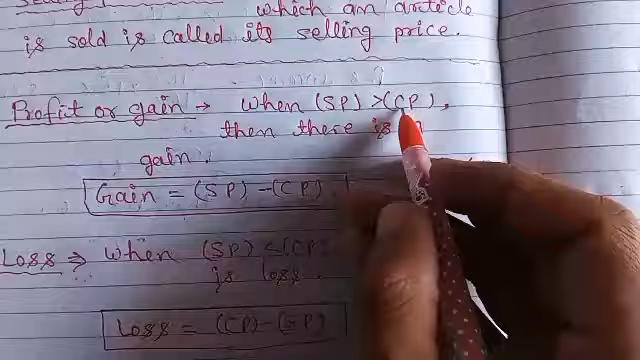 which an article
is sold is called its selling price.
Profit or gain → when (SP) > (CP),
then there is
gain.
Gain = (SP) - (CP).
Loss ⇒ when (SP) < (CP
is loss.
Loss = (CP) - (SP)